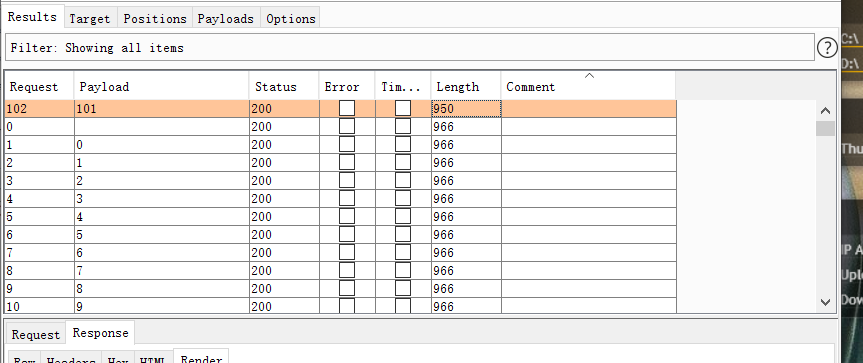 Results Target Positions Payloads Options
Filter: Showing all items
?
C:\
D:\
Request Payload Status Error Tim... Length Comment
102 101 200 950
0 200 966
1 0 200 966
2 1 200 966
Thu
3 2 200 966
4 3 200 966
5 4 200 966
6 5 200 966
7 6 200 966
IP A
8 7 200 966
Uplo
9 8 200 966
Dow
10 9 200 966
Request Response
Raw Headers Hex HTML Render